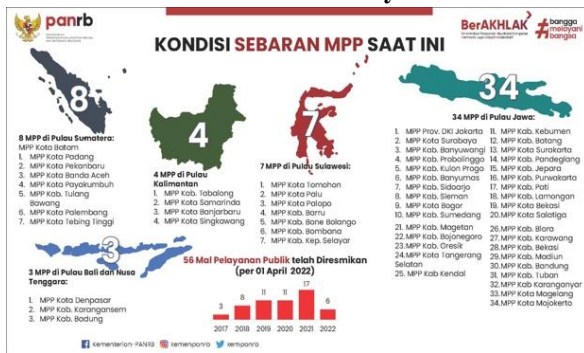 panrb
BerAKHLAK
# bangga
melayani
bangsa
KONDISI SEBARAN MPP SAAT INI
8
8 MPP di Pulau Sumatera:
MPP Kota Batam
1. MPP Kota Padang
2. MPP Kota Pekanbaru
3. MPP Kota Banda Aceh
4. MPP Kota Payakumbuh
5. MPP Kab. Tulang
Bawang
6. MPP Kota Palembang
7. MPP Kota Tebing Tinggi
4
4 MPP di Pulau
Kalimantan
1. MPP Kab. Tabalong
2. MPP Kota Samarinda
3. MPP Kota Banjarbaru
4. MPP Kota Singkawang
7
7 MPP di Pulau Sulawesi:
1. MPP Kota Tomohon
2. MPP Kota Palu
3. MPP Kota Palopo
4. MPP Kab. Barru
5. MPP Kab. Bone Bolango
6. MPP Kab. Bombana
7. MPP Kab. Kep. Selayar
34
34 MPP di Pulau Jawa:
1. MPP Prov. DKI Jakarta
2. MPP Kota Surabaya
3. MPP Kab. Banyuwangi
4. MPP Kab. Probolinggo
5. MPP Kab. Kulon Progo
6. MPP Kab. Banyumas
7. MPP Kab. Sidoarjo
8. MPP Kab. Sleman
9. MPP Kota Bogor
10. MPP Kab. Sumedang
11. MPP Kab. Kebumen
12. MPP Kab. Batang
13. MPP Kota Surakarta
14. MPP Kab. Pandeglang
15. MPP Kab. Jepara
16. MPP Kab. Purwakarta
17. MPP Kab. Pati
18. MPP Kab. Lamongan
19. MPP Kota Bekasi
20. MPP Kota Salatiga
21. MPP Kab. Magetan
22. MPP Kab. Bojonegoro
23. MPP Kab. Gresik
24. MPP Kota Tangerang
Selatan
25. MPP Kab Kendal
26. MPP Kab. Blora
27. MPP Kab. Karawang
28. MPP Kab. Bekasi
29. MPP Kab. Madiun
30. MPP Kab. Bandung
31. MPP Kab. Tuban
32. MPP Kab Karanganyar
33. MPP Kota Magelang
34. MPP Kota Mojokerto
3
3 MPP di Pulau Bali dan Nusa
Tenggara:
1. MPP Kota Denpasar
2. MPP Kab. Karangansem
3. MPP Kab. Badung
56 Mal Pelayanan Publik telah Diresmikan
(per 01 April 2022)
3 8 11 11 17 6
2017 2018 2019 2020 2021 2022
Kementerian-PANRB kemenpanrb kempanrb